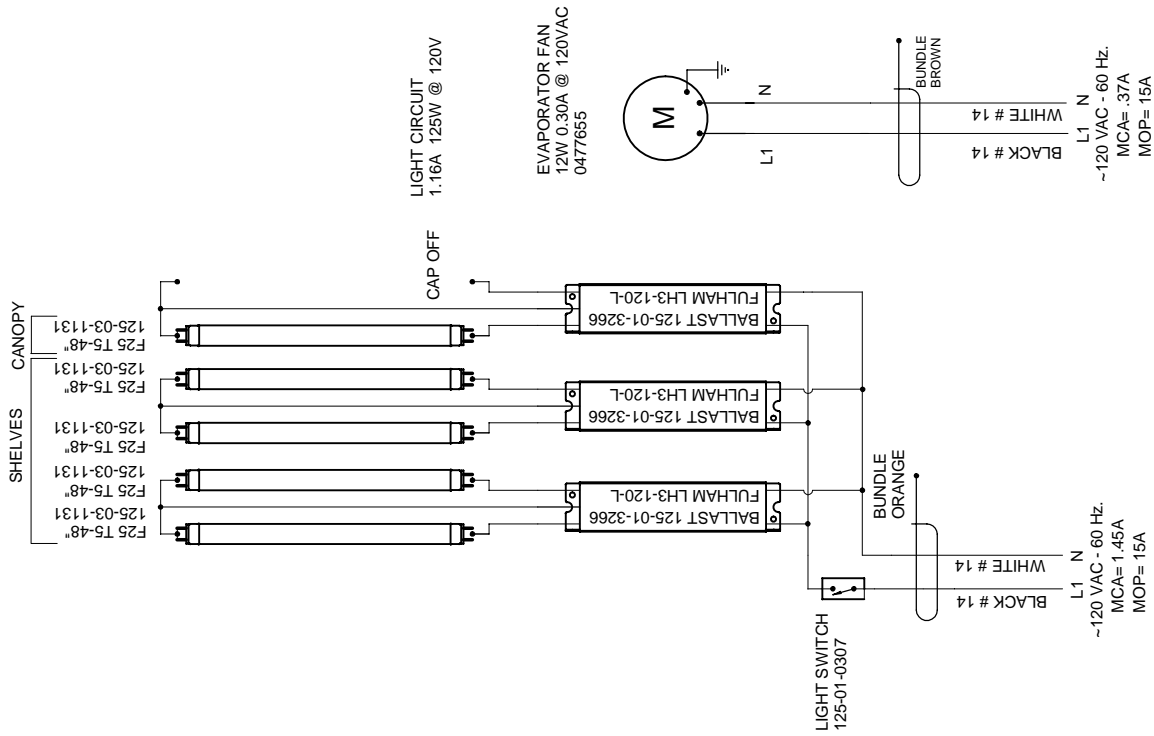 LIGHT CIRCUIT
1.16A 125W @ 120V
EVAPORATOR FAN
12W 0.30A @ 120VAC
0477655
M
N
L1
BUNDLE
BROWN
WHITE # 14
BLACK # 14
N
L1
~120 VAC - 60 Hz.
MCA= .37A
MOP= 15A
CAP OFF
CANOPY
SHELVES
F25 T5-48"
125-03-1131
F25 T5-48"
125-03-1131
F25 T5-48"
125-03-1131
F25 T5-48"
125-03-1131
F25 T5-48"
125-03-1131
BALLAST 125-01-3266
FULHAM LH3-120-L
BALLAST 125-01-3266
FULHAM LH3-120-L
BALLAST 125-01-3266
FULHAM LH3-120-L
BUNDLE
ORANGE
LIGHT SWITCH
125-01-0307
WHITE # 14
BLACK # 14
N
L1
~120 VAC - 60 Hz.
MCA= 1.45A
MOP= 15A